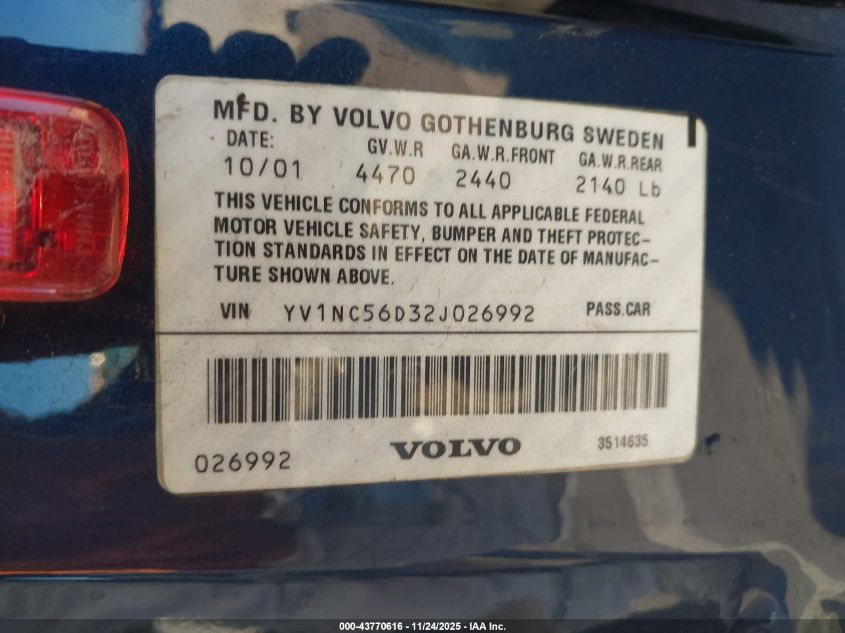 MFD. BY VOLVO GOTHENBURG SWEDEN
DATE: GV.W.R GA.W.R.FRONT GA.W.R.REAR
10/01 4470 2440 2140 Lb
THIS VEHICLE CONFORMS TO ALL APPLICABLE FEDERAL
MOTOR VEHICLE SAFETY, BUMPER AND THEFT PROTEC-
TION STANDARDS IN EFFECT ON THE DATE OF MANUFAC-
TURE SHOWN ABOVE.
VIN YV1NC56D32J026992 PASS.CAR
026992 VOLVO 3514635
000-43770616 - 11/24/2025 - IAA Inc.